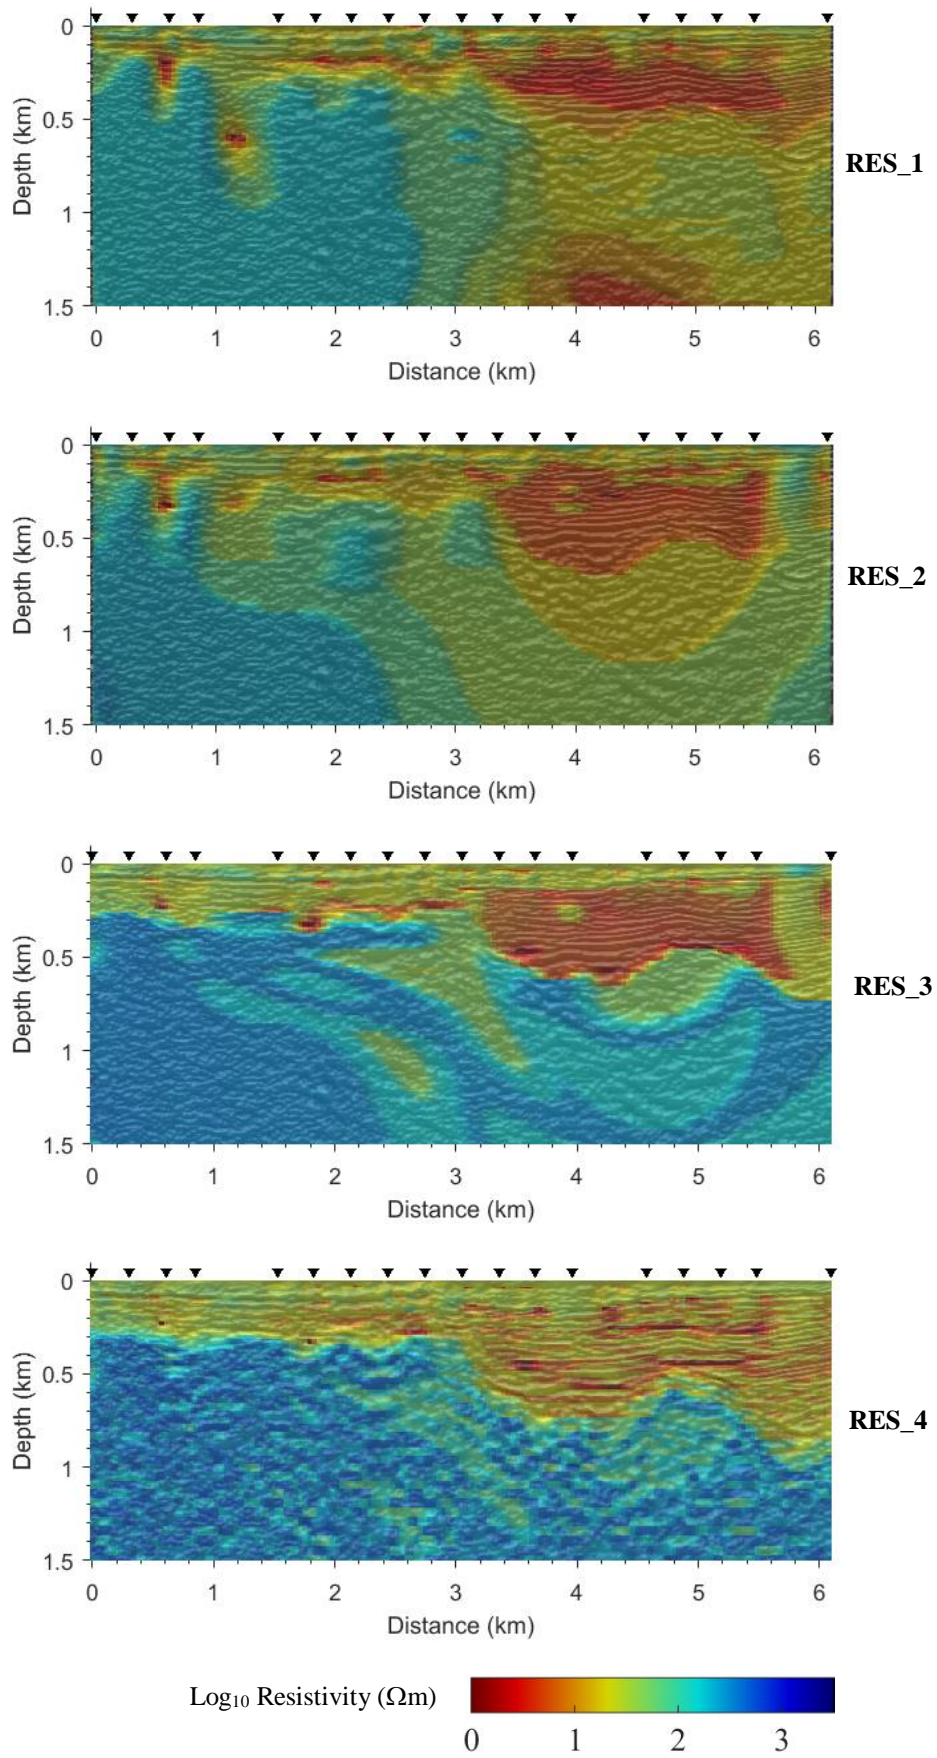 0
0.5
1
1.5
Depth (km)
0 1 2 3 4 5 6
Distance (km)
RES_1
0
0.5
1
1.5
Depth (km)
0 1 2 3 4 5 6
Distance (km)
RES_2
0
0.5
1
1.5
Depth (km)
0 1 2 3 4 5 6
Distance (km)
RES_3
0
0.5
1
1.5
Depth (km)
0 1 2 3 4 5 6
Distance (km)
RES_4
Log₁₀ Resistivity (Ωm)
0 1 2 3